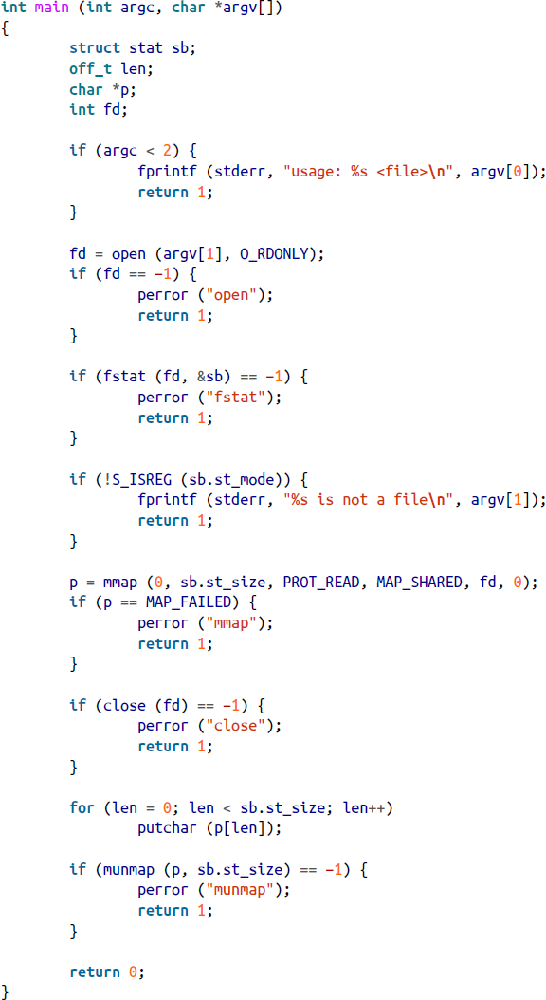 int main (int argc, char *argv[])
{
        struct stat sb;
        off_t len;
        char *p;
        int fd;

        if (argc < 2) {
                fprintf (stderr, "usage: %s <file>\n", argv[0]);
                return 1;
        }

        fd = open (argv[1], O_RDONLY);
        if (fd == -1) {
                perror ("open");
                return 1;
        }

        if (fstat (fd, &sb) == -1) {
                perror ("fstat");
                return 1;
        }

        if (!S_ISREG (sb.st_mode)) {
                fprintf (stderr, "%s is not a file\n", argv[1]);
                return 1;
        }

        p = mmap (0, sb.st_size, PROT_READ, MAP_SHARED, fd, 0);
        if (p == MAP_FAILED) {
                perror ("mmap");
                return 1;
        }

        if (close (fd) == -1) {
                perror ("close");
                return 1;
        }

        for (len = 0; len < sb.st_size; len++)
                putchar (p[len]);

        if (munmap (p, sb.st_size) == -1) {
                perror ("munmap");
                return 1;
        }

        return 0;
}